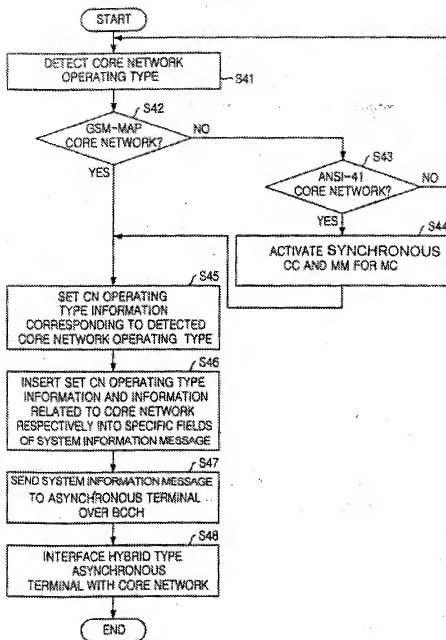 START
DETECT CORE NETWORK
OPERATING TYPE
S41
S42
GSM-MAP
CORE NETWORK?
NO
YES
S43
ANSI-41
CORE NETWORK?
NO
YES
S44
ACTIVATE SYNCHRONOUS
CC AND MM FOR MC
S45
SET CN OPERATING
TYPE INFORMATION
CORRESPONDING TO DETECTED
CORE NETWORK OPERATING TYPE
S46
INSERT SET CN OPERATING TYPE
INFORMATION AND INFORMATION
RELATED TO CORE NETWORK
RESPECTIVELY INTO SPECIFIC FIELDS
OF SYSTEM INFORMATION MESSAGE
S47
SEND SYSTEM INFORMATION MESSAGE
TO ASYNCHRONOUS TERMINAL
OVER BCCH
S48
INTERFACE HYBRID TYPE
ASYNCHRONOUS
TERMINAL WITH CORE NETWORK
END